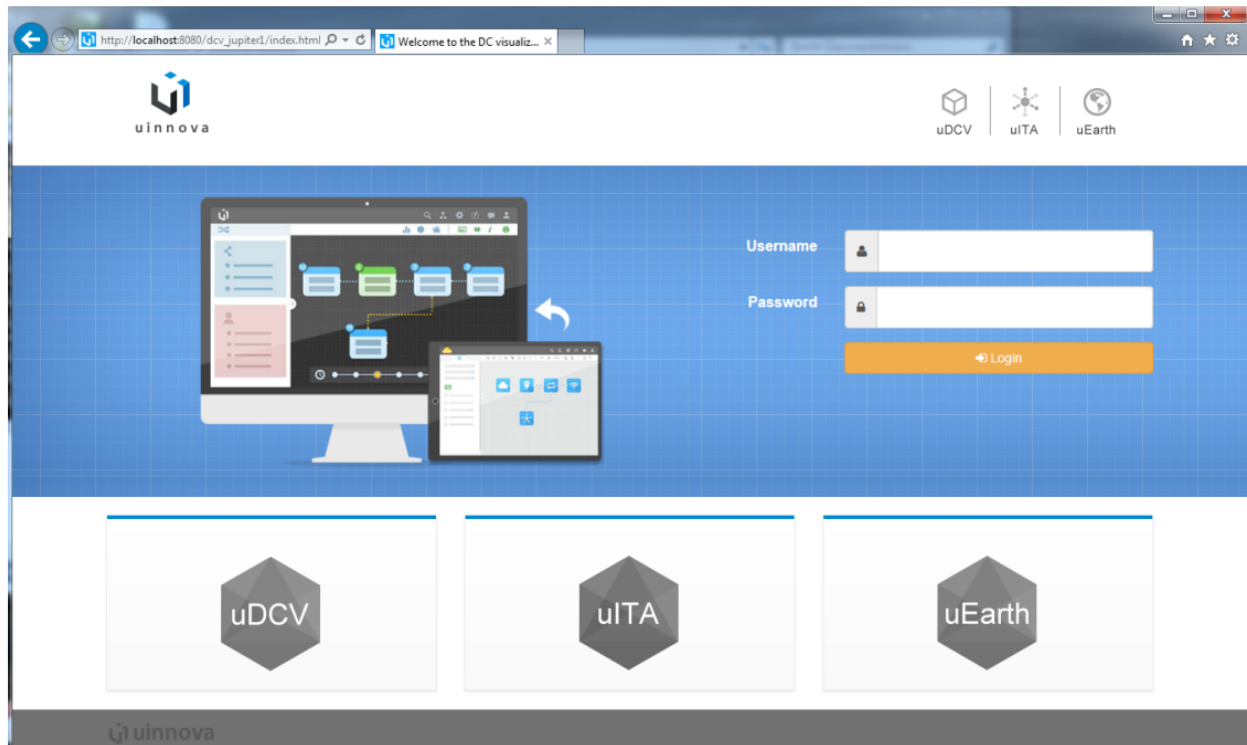 http://localhost:8080/dcv_jupiter1/index.html
Welcome to the DC visualiz...
uinnova
uDCV
uITA
uEarth
Username
Password
Login
uDCV
uITA
uEarth
uinnova